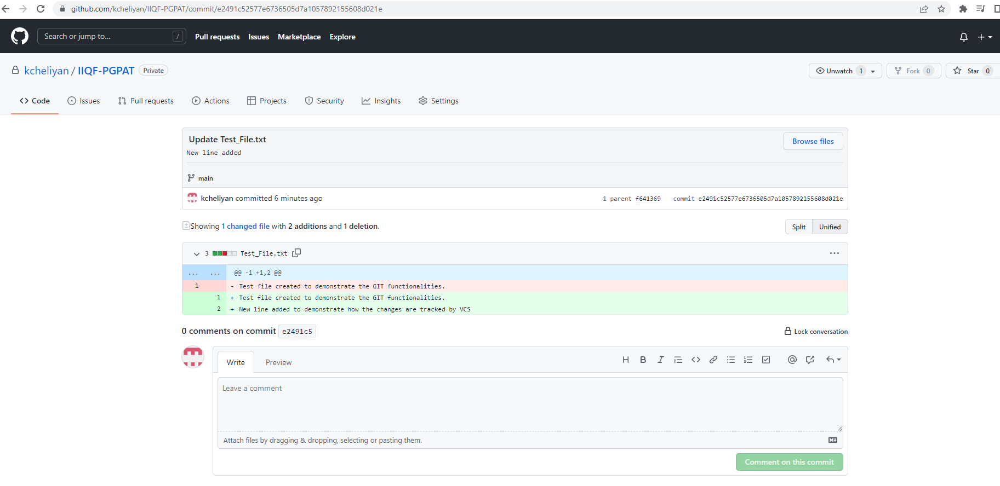 github.com/kcheliyan/IIQF-PGPAT/commit/e2491c52577e6736505d7a1057892155608d021e
Search or jump to... /
Pull requests Issues Marketplace Explore
kcheliyan / IIQF-PGPAT Private
Unwatch 1 Fork 0 Star 0
Code Issues Pull requests Actions Projects Security Insights Settings
Update Test_File.txt
Browse files
New line added
main
kcheliyan committed 6 minutes ago
1 parent f641369 commit e2491c52577e6736505d7a1057892155608d021e
Showing 1 changed file with 2 additions and 1 deletion.
Split Unified
3 Test_File.txt ...
... ... @@ -1 +1,2 @@
1 - Test file created to demonstrate the GIT functionalities.
1 + Test file created to demonstrate the GIT functionalities.
2 + New line added to demonstrate how the changes are tracked by VCS
0 comments on commit e2491c5
Lock conversation
Write Preview
Leave a comment
Attach files by dragging & dropping, selecting or pasting them.
Comment on this commit